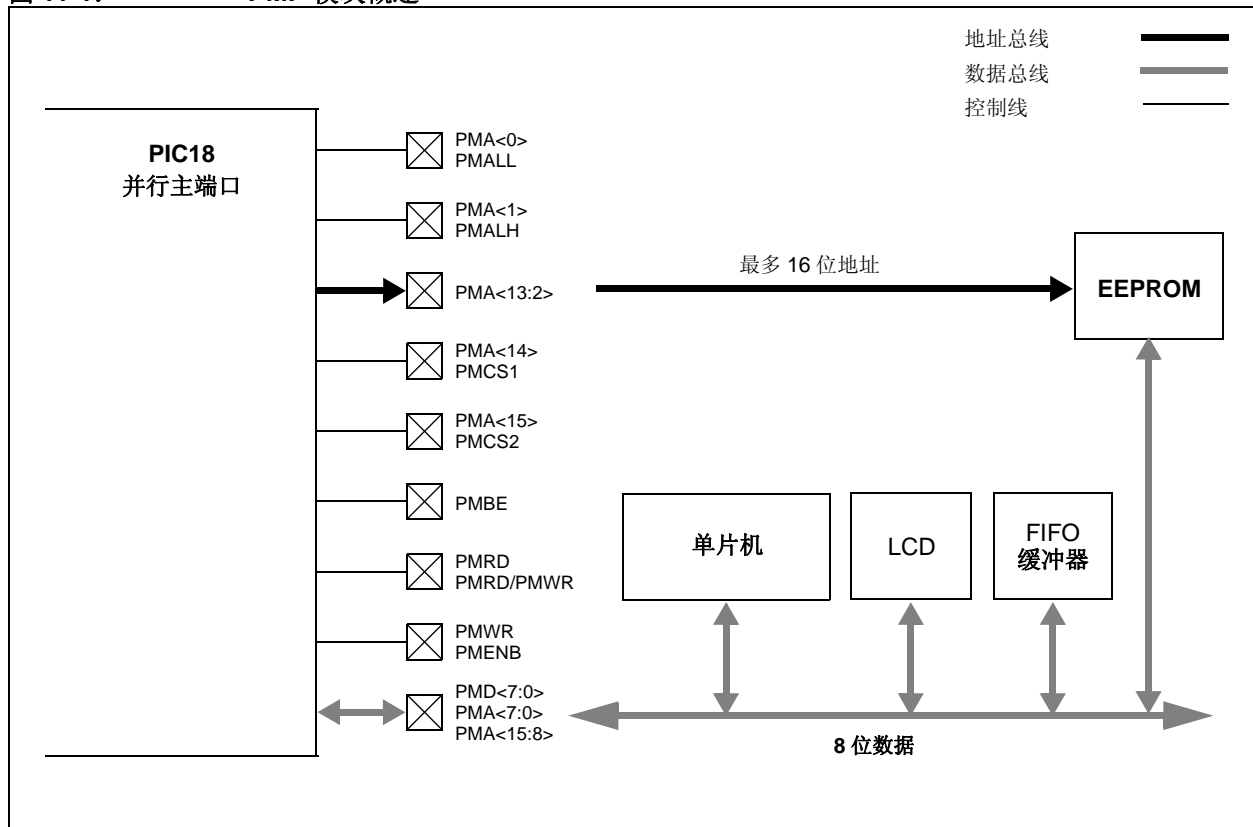 地址总线
数据总线
控制线
PIC18
并行主端口
PMA<0>
PMALL
PMA<1>
PMALH
PMA<13:2>
最多 16 位地址
EEPROM
PMA<14>
PMCS1
PMA<15>
PMCS2
PMBE
单片机
LCD
FIFO
缓冲器
PMRD
PMRD/PMWR
PMWR
PMENB
PMD<7:0>
PMA<7:0>
PMA<15:8>
8 位数据